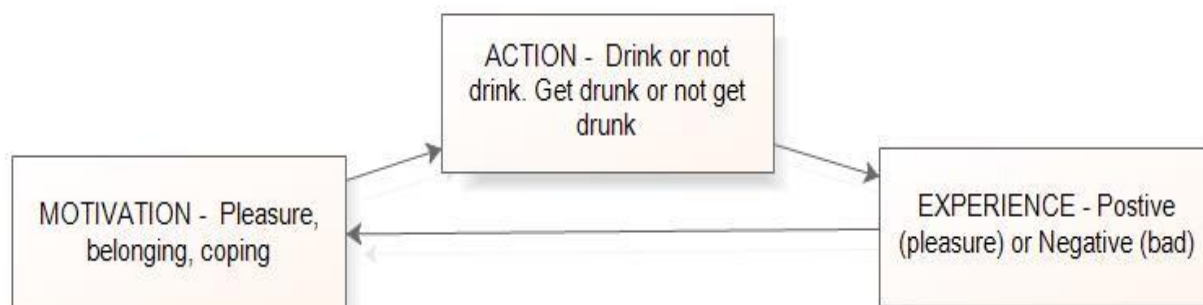 ACTION - Drink or not
drink. Get drunk or not get
drunk
MOTIVATION - Pleasure,
belonging, coping
EXPERIENCE - Postive
(pleasure) or Negative (bad)